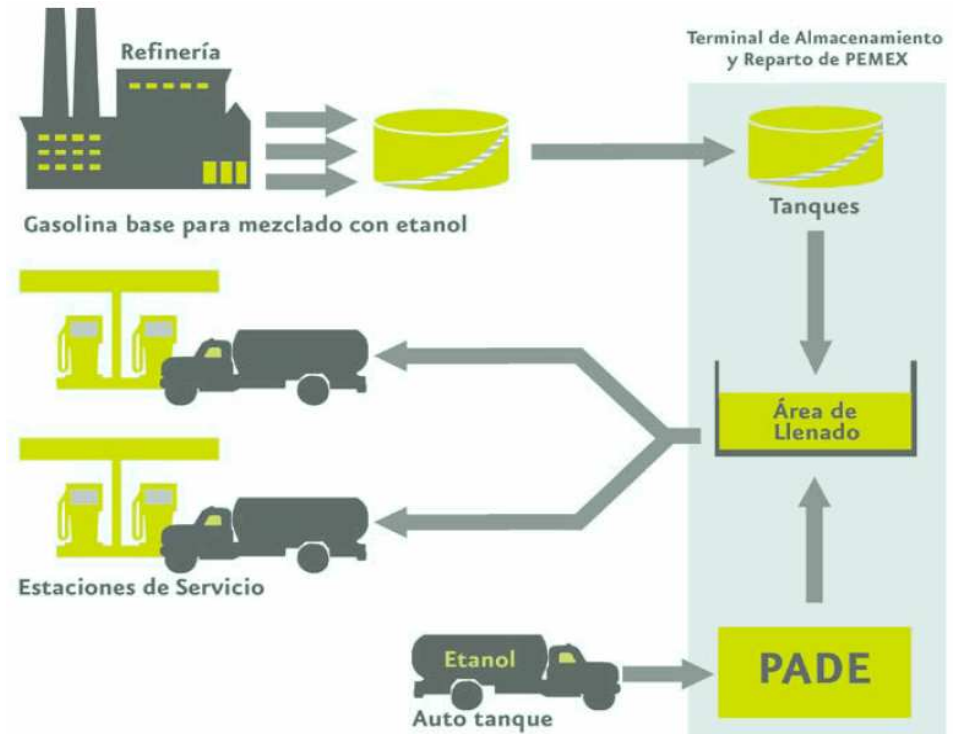 Refinería
Terminal de Almacenamiento
y Reparto de PEMEX
Gasolina base para mezclado con etanol
Tanques
Área de
Llenado
Estaciones de Servicio
Etanol
Auto tanque
PADE